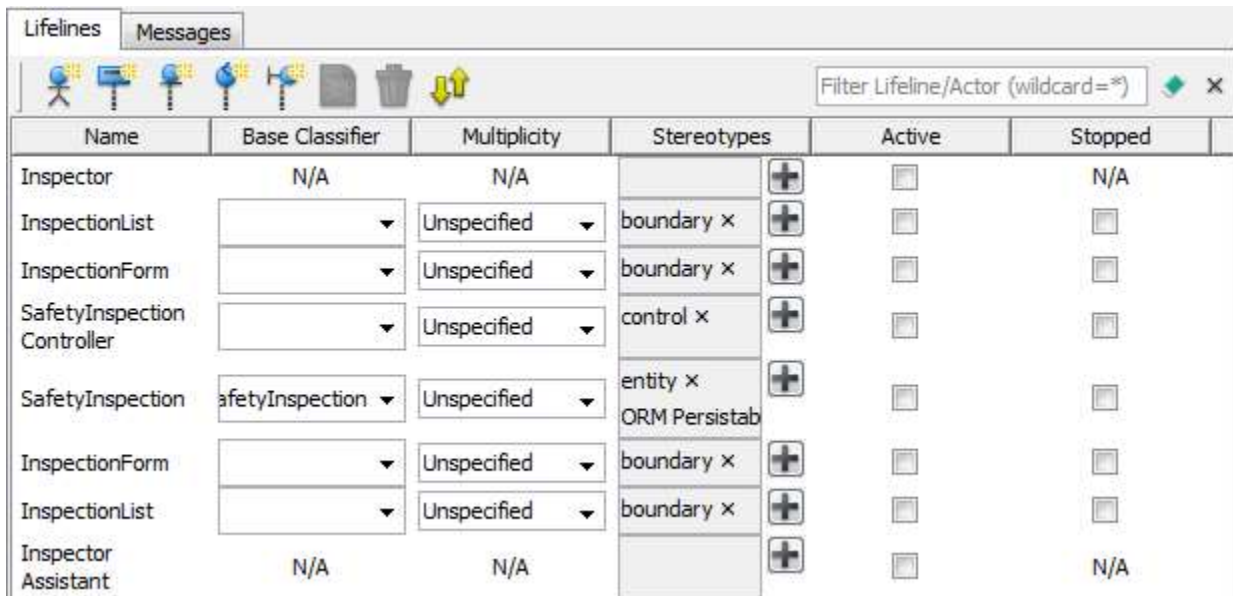 Lifelines Messages
Filter Lifeline/Actor (wildcard=*)
Name Base Classifier Multiplicity Stereotypes Active Stopped
Inspector N/A N/A N/A
InspectionList Unspecified boundary ×
InspectionForm Unspecified boundary ×
SafetyInspection
Controller Unspecified control ×
SafetyInspection afetyInspection Unspecified entity ×
ORM Persistab
InspectionForm Unspecified boundary ×
InspectionList Unspecified boundary ×
Inspector
Assistant N/A N/A N/A